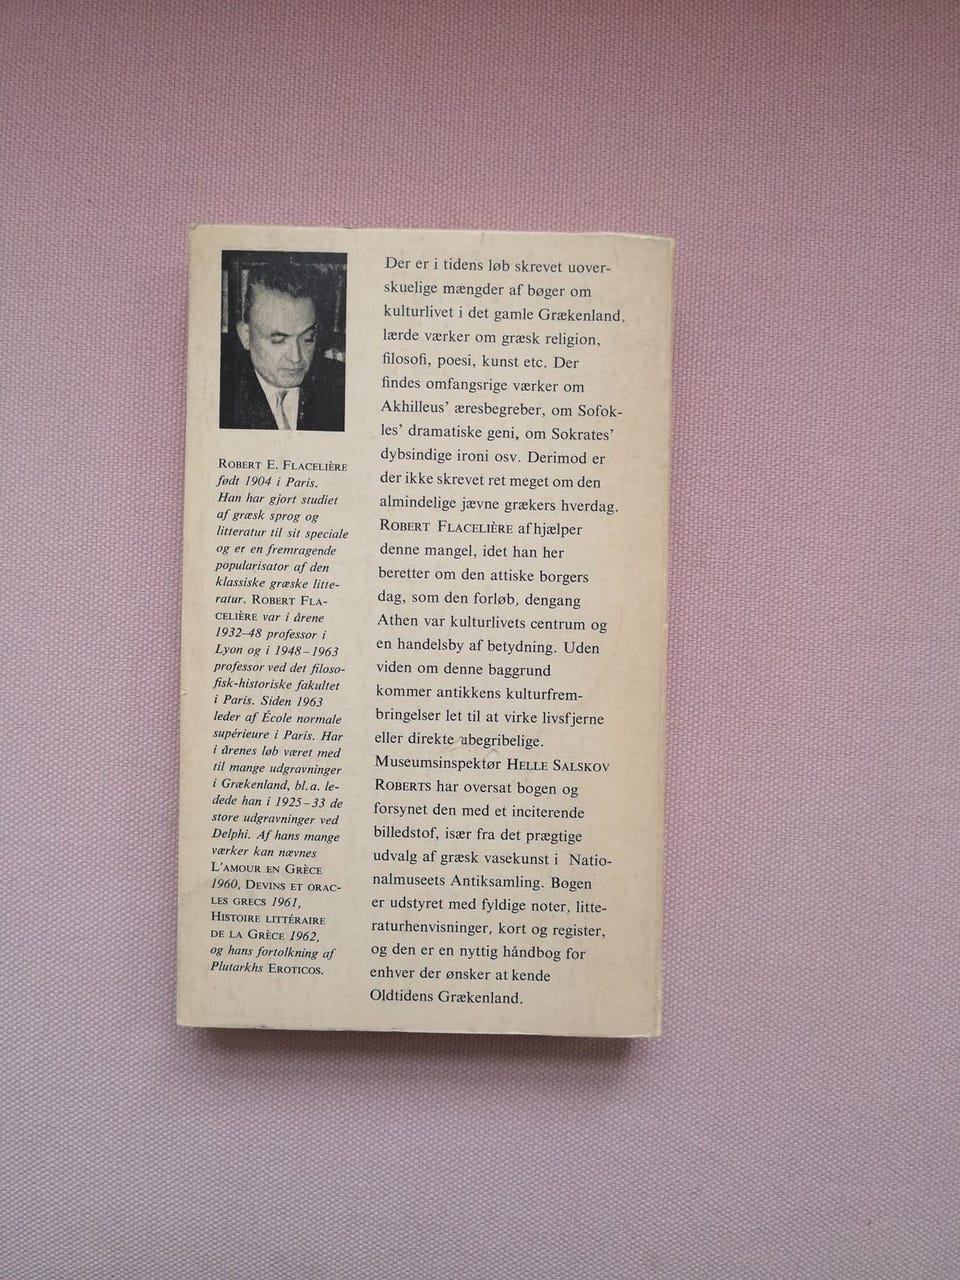 ROBERT E. FLACELIÈRE
født 1904 i Paris.
Han har gjort studiet
af græsk sprog og
litteratur til sit speciale
og er en fremragende
popularisator af den
klassiske græske litte-
ratur. ROBERT FLA-
CELIÈRE var i årene
1932–48 professor i
Lyon og i 1948–1963
professor ved det filoso-
fisk-historiske fakultet
i Paris. Siden 1963
leder af École normale
supérieure i Paris. Har
i årenes løb været med
til mange udgravninger
i Grækenland, bl.a. le-
dede han i 1925–33 de
store udgravninger ved
Delphi. Af hans mange
værker kan nævnes
L'AMOUR EN GRÈCE
1960, DEVINS ET ORAC-
LES GRECS 1961,
HISTOIRE LITTÉRAIRE
DE LA GRÈCE 1962,
og hans fortolkning af
Plutarkhs EROTICOS.
Der er i tidens løb skrevet uover-
skuelige mængder af bøger om
kulturlivet i det gamle Grækenland,
lærde værker om græsk religion,
filosofi, poesi, kunst etc. Der
findes omfangsrige værker om
Akhilleus' æresbegreber, om Sofok-
les' dramatiske geni, om Sokrates'
dybsindige ironi osv. Derimod er
der ikke skrevet ret meget om den
almindelige jævne grækers hverdag.
ROBERT FLACELIÈRE afhjælper
denne mangel, idet han her
beretter om den attiske borgers
dag, som den forløb, dengang
Athen var kulturlivets centrum og
en handelsby af betydning. Uden
viden om denne baggrund
kommer antikkens kulturfrem-
bringelser let til at virke livsfjerne
eller direkte ubegribelige.
Museumsinspektør HELLE SALSKOV
ROBERTS har oversat bogen og
forsynet den med et inciterende
billedstof, især fra det prægtige
udvalg af græsk vasekunst i Natio-
nalmuseets Antiksamling. Bogen
er udstyret med fyldige noter, litte-
raturhenvisninger, kort og register,
og den er en nyttig håndbog for
enhver der ønsker at kende
Oldtidens Grækenland.